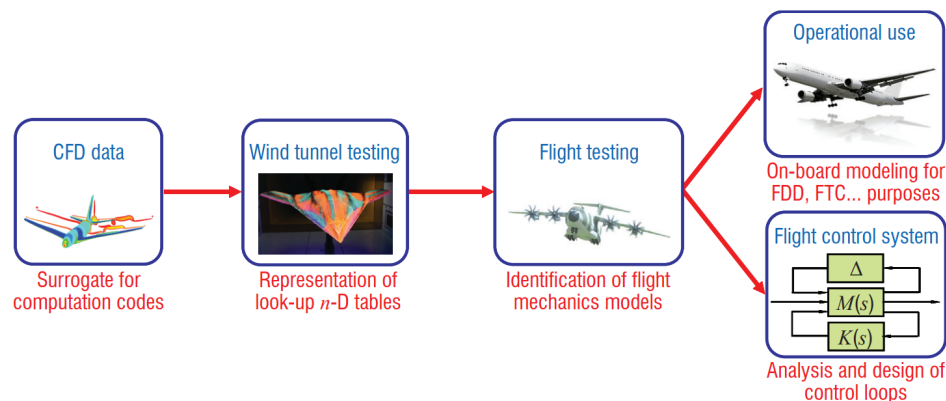 CFD data
Surrogate for
computation codes
Wind tunnel testing
Representation of
look-up n-D tables
Flight testing
Identification of flight
mechanics models
Operational use
On-board modeling for
FDD, FTC... purposes
Flight control system
Δ
M(s)
K(s)
Analysis and design of
control loops